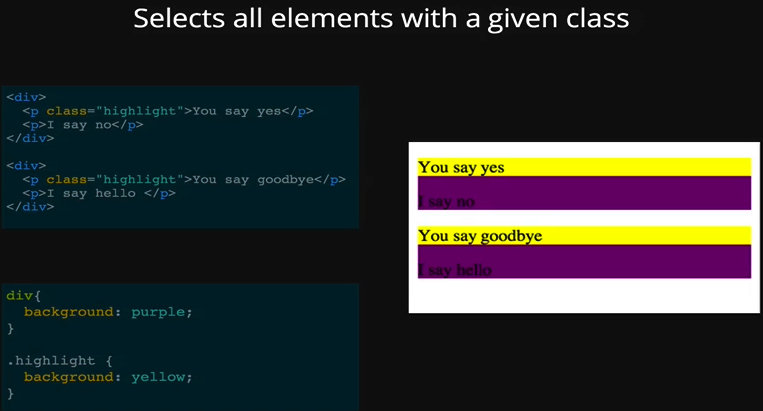 Selects all elements with a given class
<div>
<p class="highlight">You say yes</p>
<p>I say no</p>
</div>
<div>
<p class="highlight">You say goodbye</p>
<p>I say hello </p>
</div>
div{
background: purple;
}
.highlight {
background: yellow;
}
You say yes
I say no
You say goodbye
I say hello